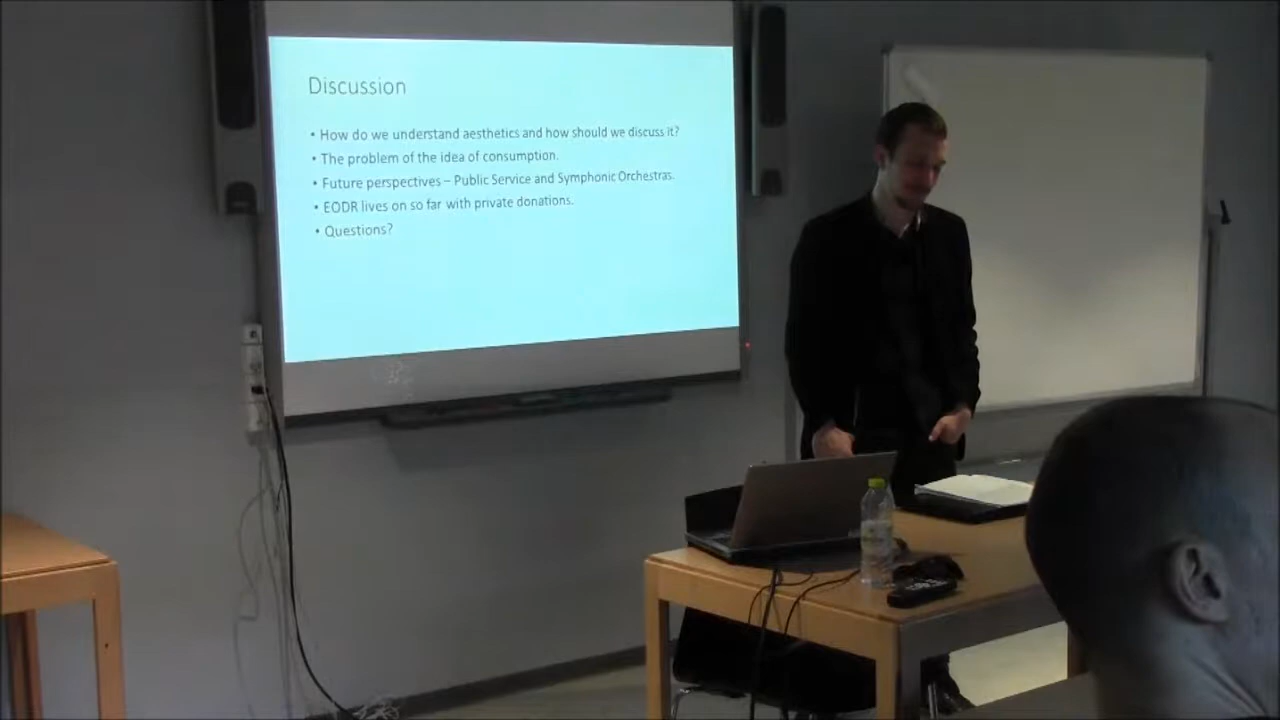 Discussion
• How do we understand aesthetics and how should we discuss it?
• The problem of the idea of consumption.
• Future perspectives – Public Service and Symphonic Orchestras.
• EODR lives on so far with private donations.
• Questions?